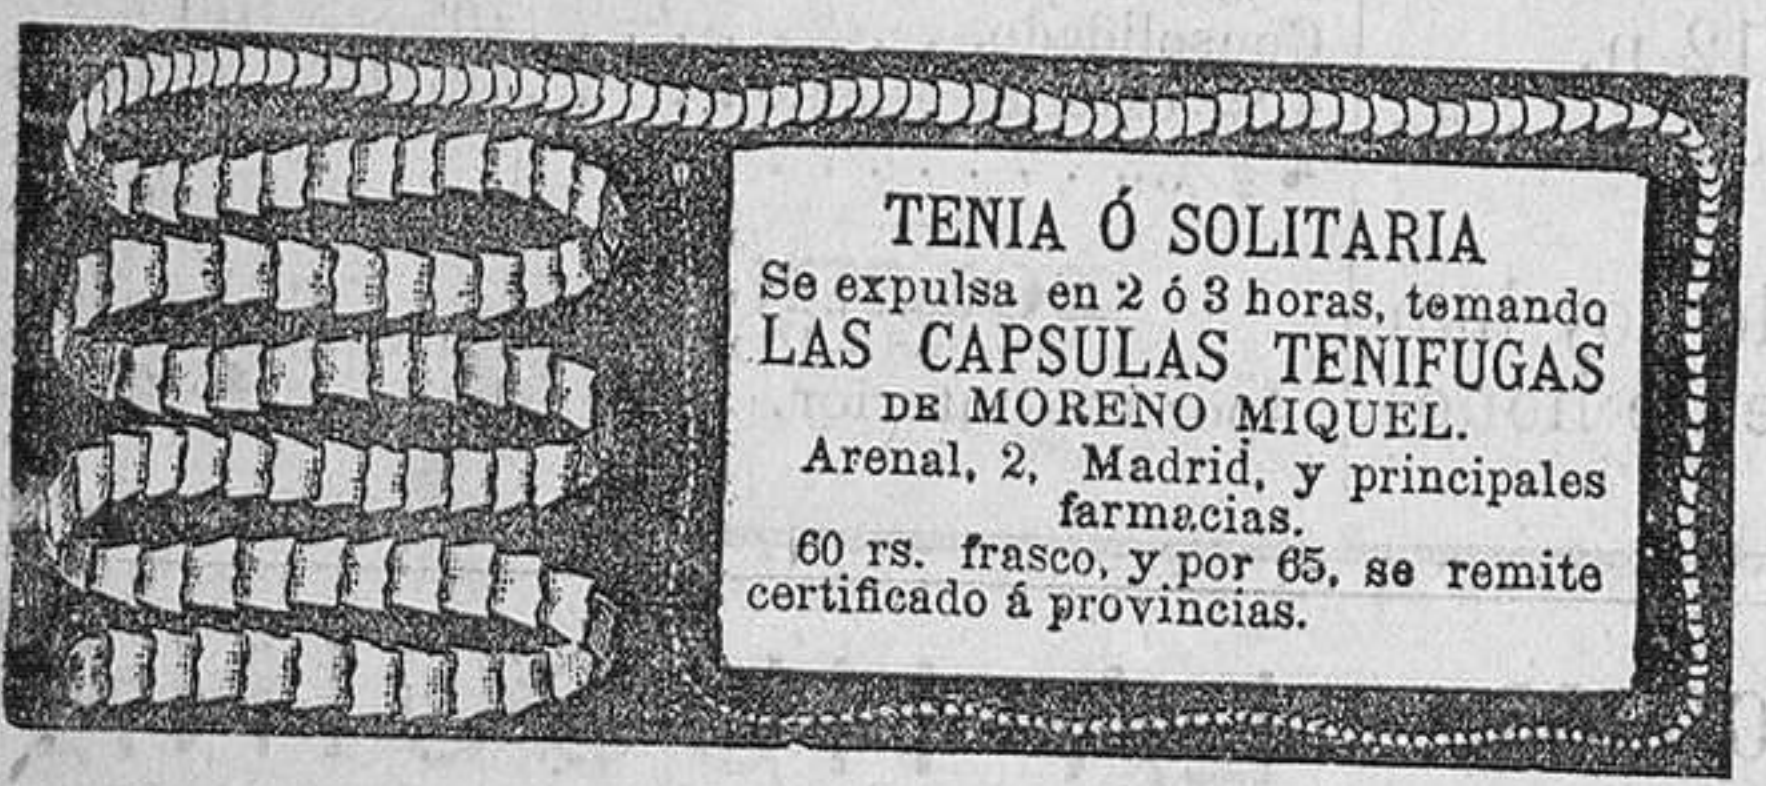 TENIA Ó SOLITARIA
Se expulsa en 2 ó 3 horas, temando
LAS CAPSULAS TENIFUGAS
DE MORENO MIQUEL.
Arenal, 2, Madrid, y principales
farmacias.
60 rs. frasco, y por 65, se remite
certificado á provincias.